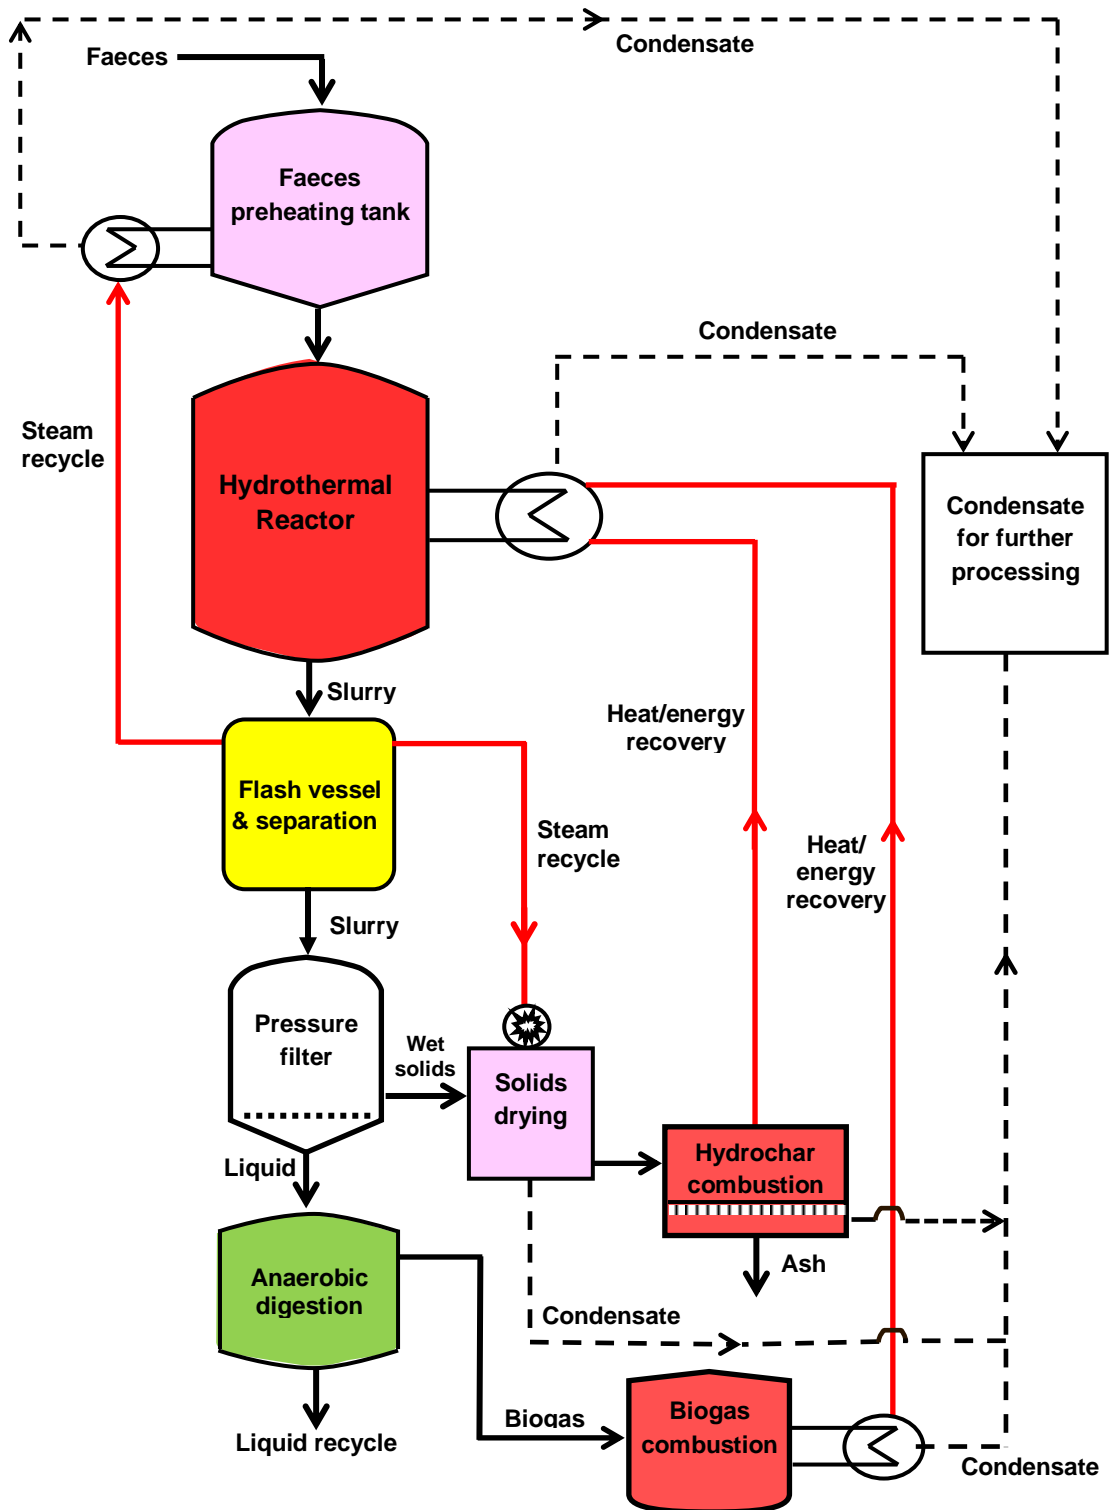 Condensate
Faeces
Faeces
preheating tank
Condensate
Steam
recycle
Hydrothermal
Reactor
Condensate
for further
processing
Slurry
Heat/energy
recovery
Flash vessel
& separation
Steam
recycle
Heat/
energy
recovery
Slurry
Pressure
filter
Wet
solids
Solids
drying
Liquid
Hydrochar
combustion
Ash
Anaerobic
digestion
Condensate
Biogas
Biogas
combustion
Liquid recycle
Condensate